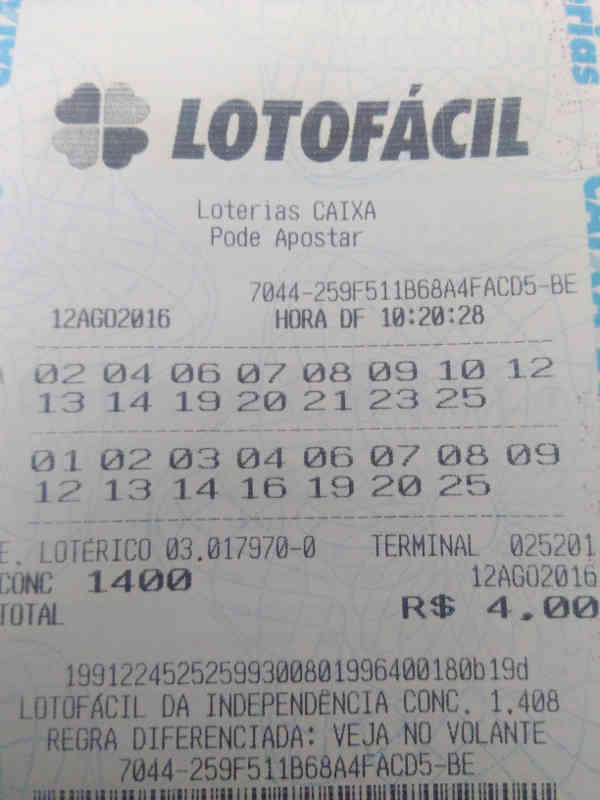 CAIXA
LOTOFÁCIL
Loterias CAIXA
Pode Apostar
7044-259F511B68A4FACD5-BE
12AGO2016 HORA DF 10:20:28
02 04 06 07 08 09 10 12
13 14 19 20 21 23 25
01 02 03 04 06 07 08 09
12 13 14 16 19 20 25
E. LOTÉRICO 03.017970-0 TERMINAL 025201
CONC 1400 12AGO2016
TOTAL R$ 4.00
1991224525259930080199640018​0b19d
LOTOFÁCIL DA INDEPENDÊNCIA CONC. 1.408
REGRA DIFERENCIADA: VEJA NO VOLANTE
7044-259F511B68A4FACD5-BE